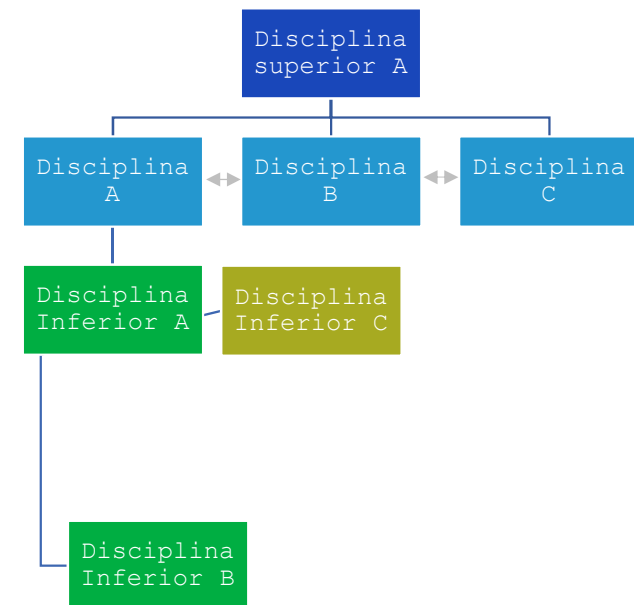 Disciplina
superior A
Disciplina
A
Disciplina
B
Disciplina
C
Disciplina
Inferior A
Disciplina
Inferior C
Disciplina
Inferior B